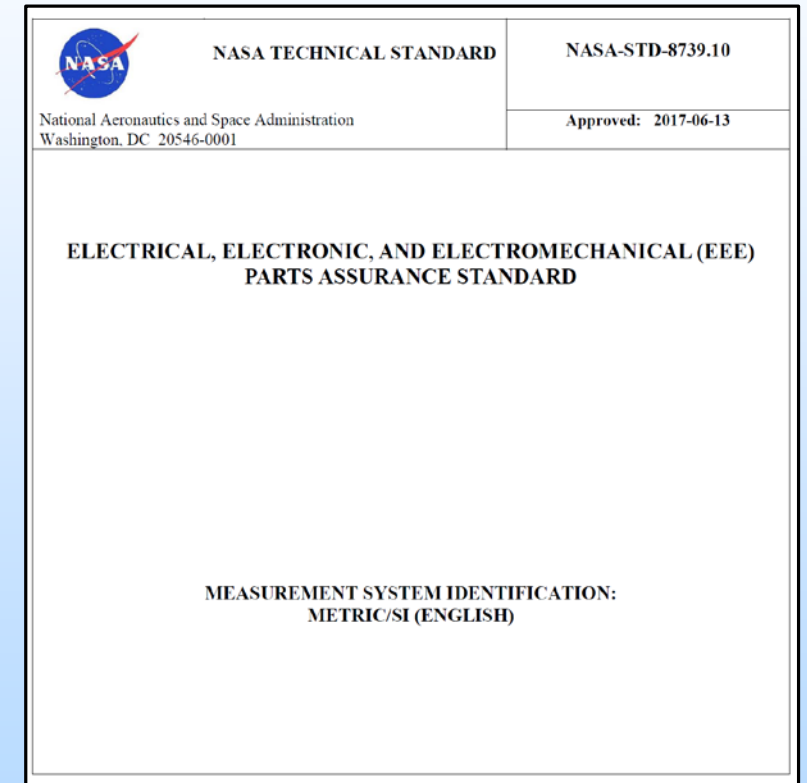 NASA
NASA TECHNICAL STANDARD
NASA-STD-8739.10
National Aeronautics and Space Administration
Washington, DC 20546-0001
Approved: 2017-06-13
ELECTRICAL, ELECTRONIC, AND ELECTROMECHANICAL (EEE)
PARTS ASSURANCE STANDARD
MEASUREMENT SYSTEM IDENTIFICATION:
METRIC/SI (ENGLISH)